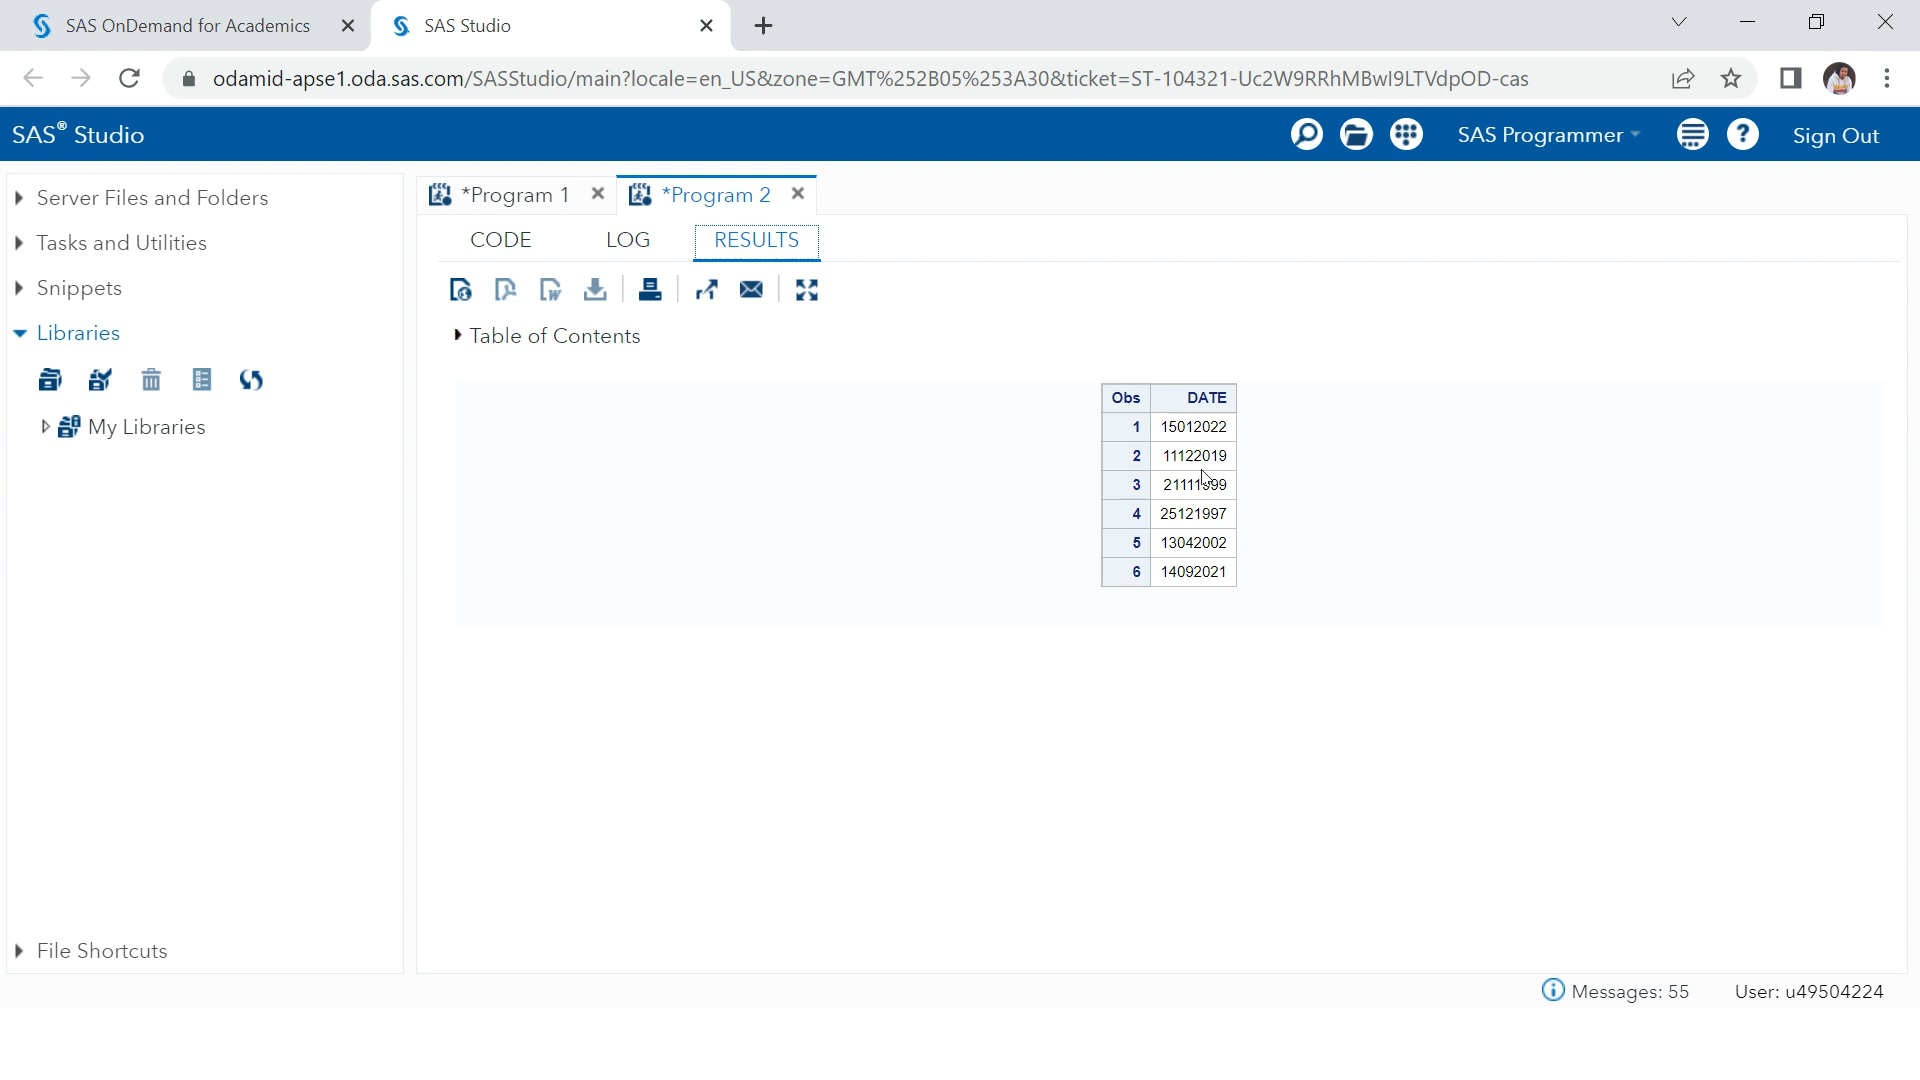 SAS OnDemand for Academics
SAS Studio
odamid-apse1.oda.sas.com/SASStudio/main?locale=en_US&zone=GMT%252B05%253A30&ticket=ST-104321-Uc2W9RRhMBwI9LTVdpOD-cas
SAS® Studio
SAS Programmer
Sign Out
Server Files and Folders
Tasks and Utilities
Snippets
Libraries
My Libraries
File Shortcuts
*Program 1
*Program 2
CODE LOG RESULTS
Table of Contents
Obs DATE
1 15012022
2 11122019
3 21111999
4 25121997
5 13042002
6 14092021
Messages: 55
User: u49504224